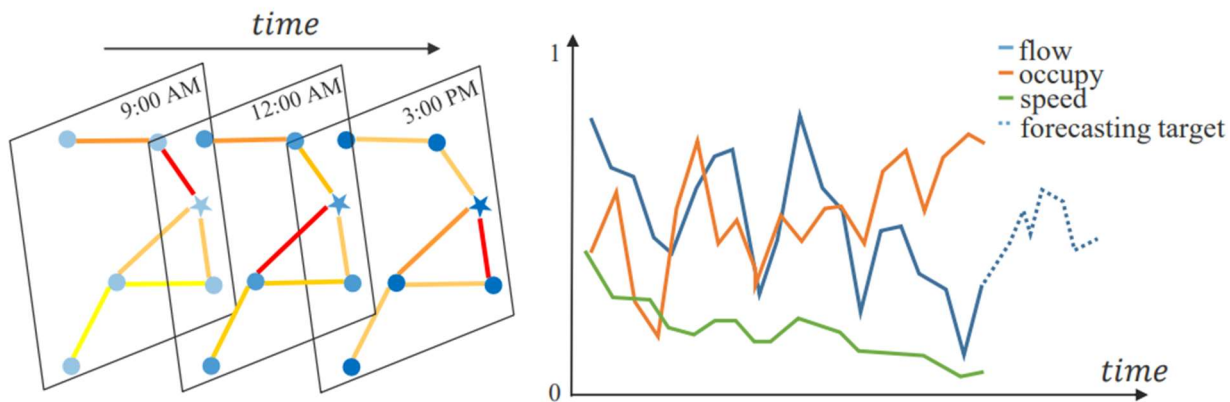 time
9:00 AM
12:00 AM
3:00 PM
1
flow
occupy
speed
forecasting target
0
time